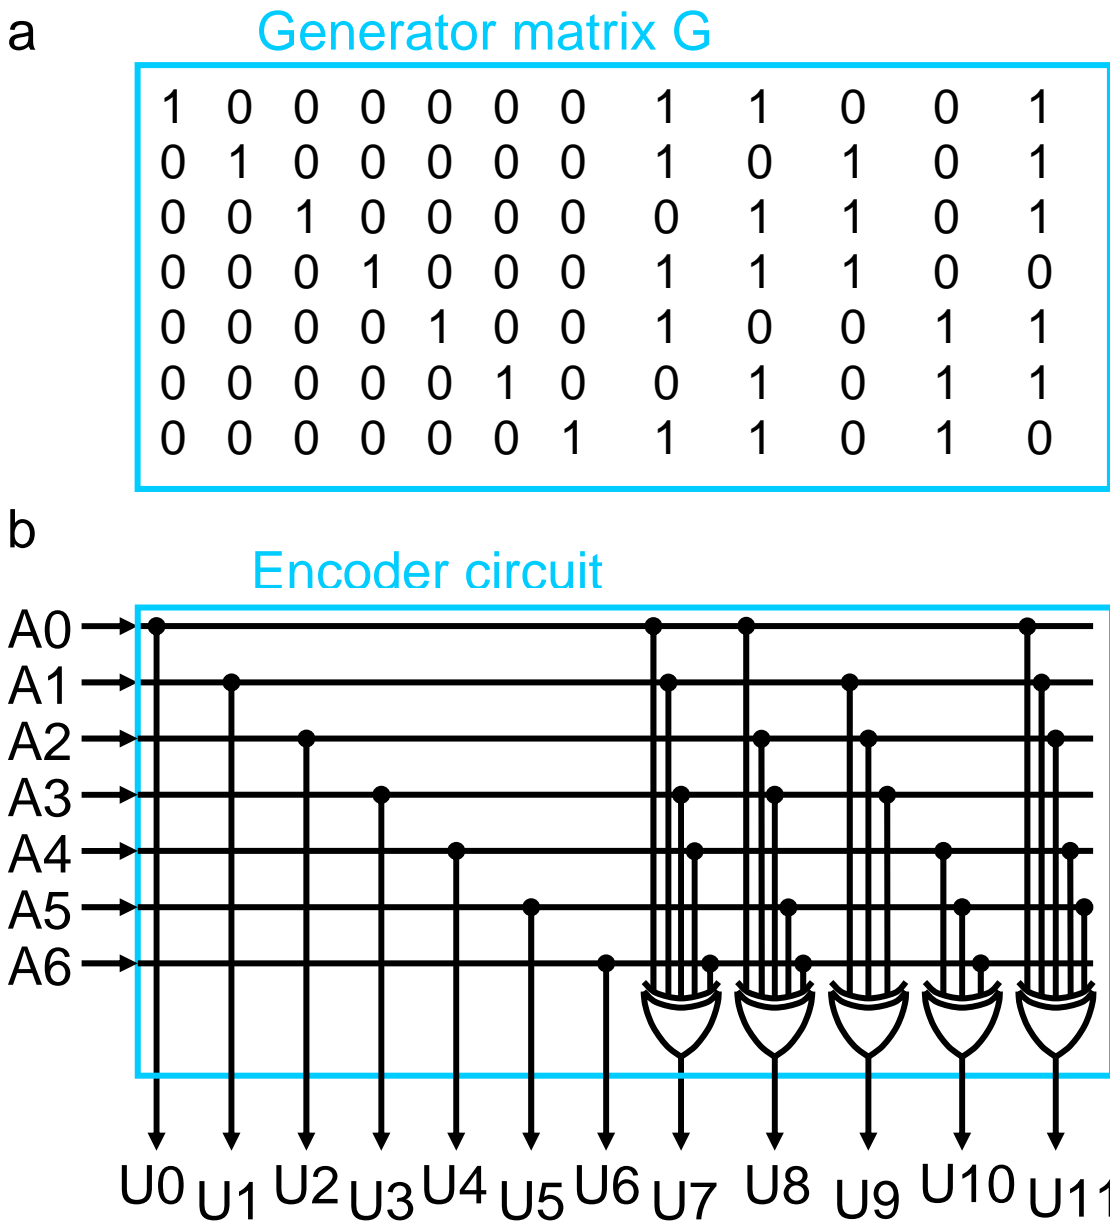 a
Generator matrix G
1 0 0 0 0 0 0 1 1 0 0 1
0 1 0 0 0 0 0 1 0 1 0 1
0 0 1 0 0 0 0 0 1 1 0 1
0 0 0 1 0 0 0 1 1 1 0 0
0 0 0 0 1 0 0 1 0 0 1 1
0 0 0 0 0 1 0 0 1 0 1 1
0 0 0 0 0 0 1 1 1 0 1 0
b
Encoder circuit
A0
A1
A2
A3
A4
A5
A6
U0 U1 U2 U3 U4 U5 U6 U7 U8 U9 U10 U11